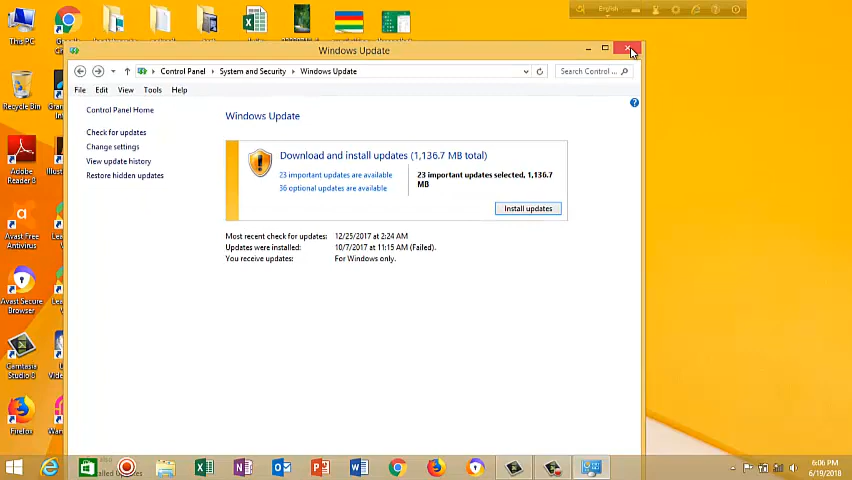 English
This PC
Recycle Bin
Adobe
Reader 8
Avast Free
Antivirus
Avast Secure
Browser
Camtasia
Studio 8
Firefox
Windows Update
Control Panel
System and Security
Windows Update
Search Control ...
File
Edit
View
Tools
Help
Control Panel Home
Check for updates
Change settings
View update history
Restore hidden updates
Windows Update
Download and install updates (1,136.7 MB total)
23 important updates are available
36 optional updates are available
23 important updates selected, 1,136.7
MB
Install updates
Most recent check for updates: 12/25/2017 at 2:24 AM
Updates were installed: 10/7/2017 at 11:15 AM (Failed).
You receive updates: For Windows only.
6:06 PM
6/19/2018